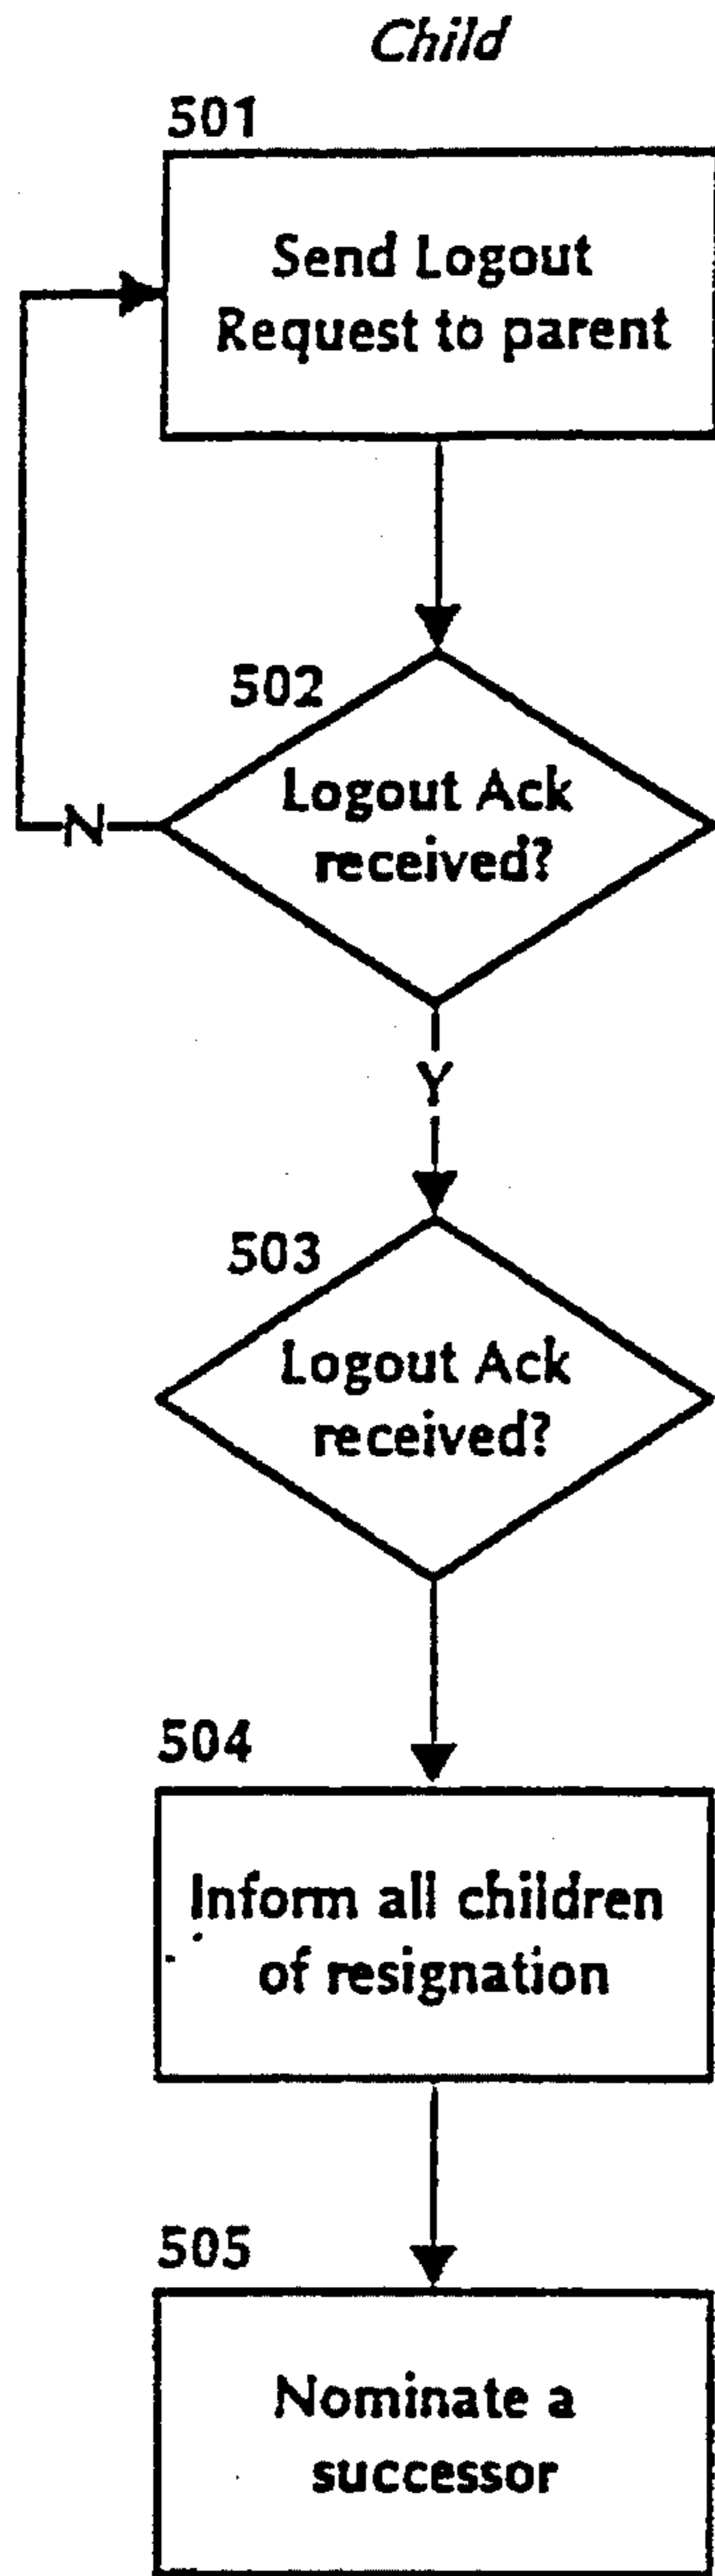 Child
501
Send Logout
Request to parent
502
Logout Ack
received?
N
Y
503
Logout Ack
received?
504
Inform all children
of resignation
505
Nominate a
successor